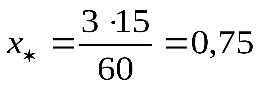 x* = 3 · 15 / 60 = 0,75